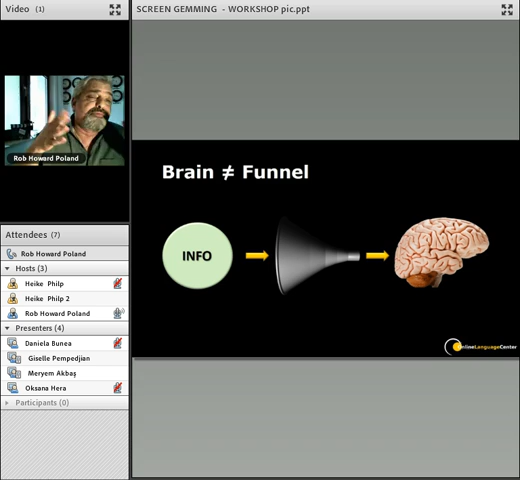 Video (1)
SCREEN GEMMING - WORKSHOP pic.ppt
Rob Howard Poland
Attendees (7)
Rob Howard Poland
Hosts (3)
Heike Philp
Heike Philp 2
Rob Howard Poland
Presenters (4)
Daniela Bunea
Giselle Pempedjian
Meryem Akbaş
Oksana Hera
Participants (0)
Brain ≠ Funnel
INFO
OnlineLanguageCenter